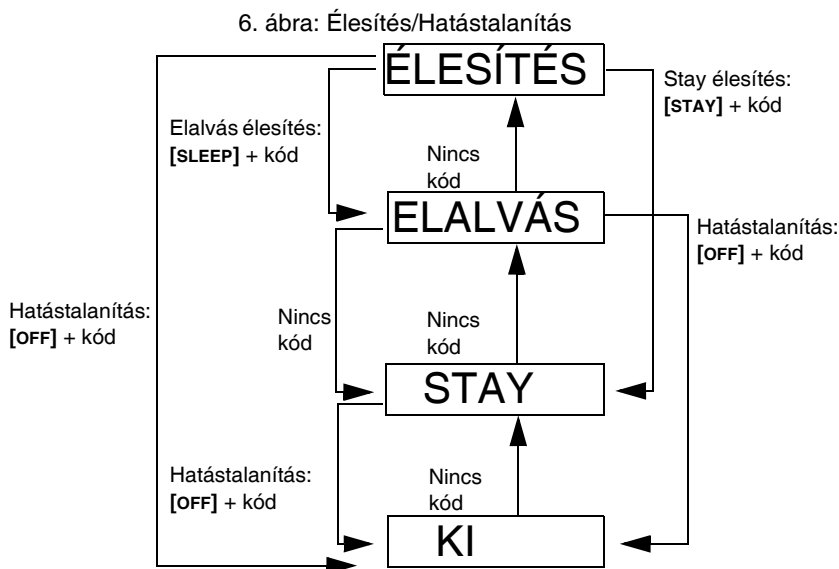 6. ábra: Élesítés/Hatástalanítás
ÉLESÍTÉS
Stay élesítés:
[STAY] + kód
Elalvás élesítés:
[SLEEP] + kód
Nincs
kód
ELALVÁS
Hatástalanítás:
[OFF] + kód
Hatástalanítás:
[OFF] + kód
Nincs
kód
Nincs
kód
STAY
Hatástalanítás:
[OFF] + kód
Nincs
kód
KI